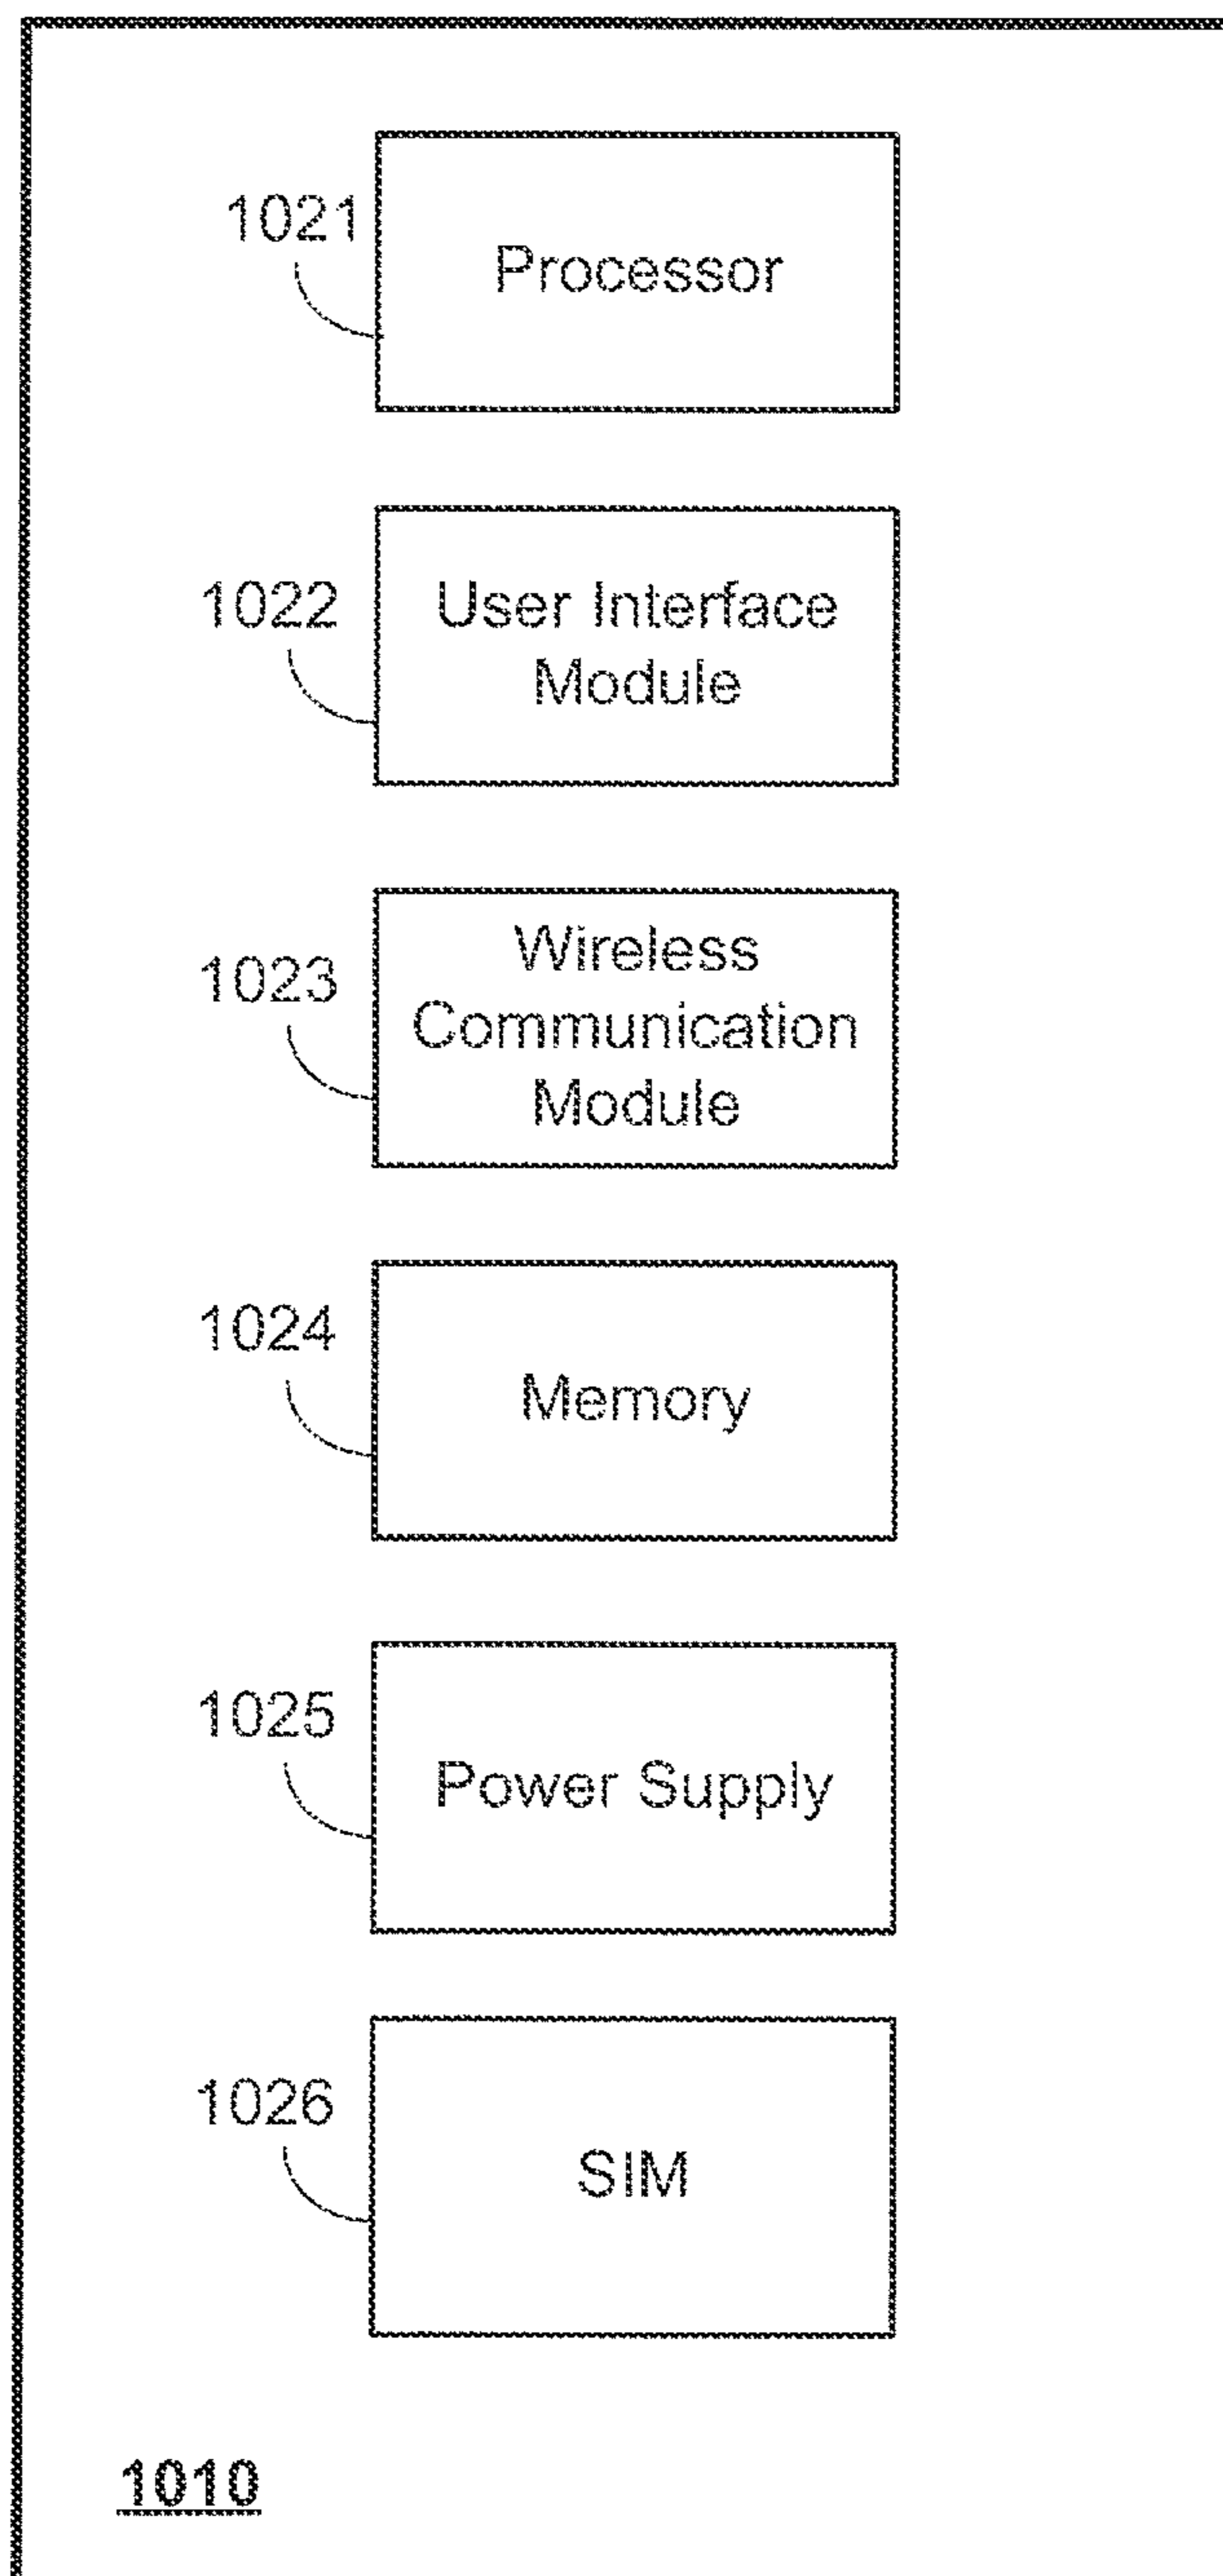 1021
Processor
1022
User Interface
Module
1023
Wireless
Communication
Module
1024
Memory
1025
Power Supply
1026
SIM
1010